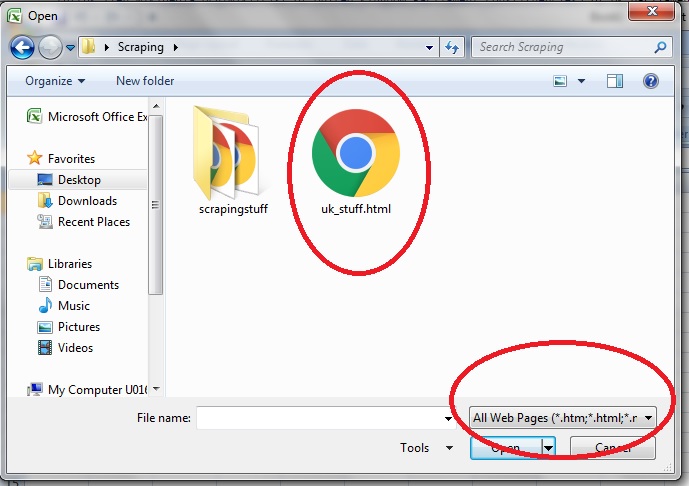 Open
Scraping
Search Scraping
Organize
New folder
Microsoft Office Ex
Favorites
Desktop
Downloads
Recent Places
Libraries
Documents
Music
Pictures
Videos
My Computer U016
scrapingstuff
uk_stuff.html
File name:
All Web Pages (*.htm;*.html;*.r
Tools
Open
Cancel